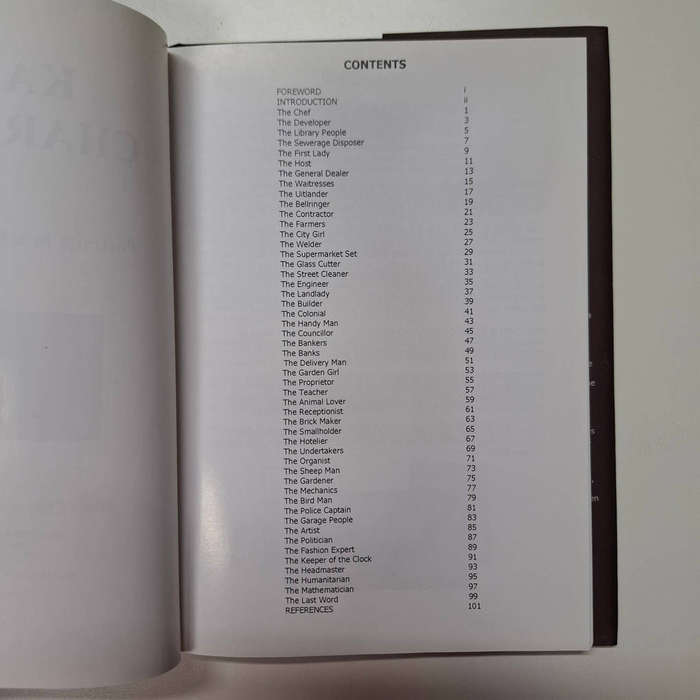 CONTENTS
FOREWORD i
INTRODUCTION ii
The Chef 1
The Developer 3
The Library People 5
The Sewerage Disposer 7
The First Lady 9
The Host 11
The General Dealer 13
The Waitresses 15
The Uitlander 17
The Bellringer 19
The Contractor 21
The Farmers 23
The City Girl 25
The Welder 27
The Supermarket Set 29
The Glass Cutter 31
The Street Cleaner 33
The Engineer 35
The Landlady 37
The Builder 39
The Colonial 41
The Handy Man 43
The Councillor 45
The Bankers 47
The Banks 49
The Delivery Man 51
The Garden Girl 53
The Proprietor 55
The Teacher 57
The Animal Lover 59
The Receptionist 61
The Brick Maker 63
The Smallholder 65
The Hotelier 67
The Undertakers 69
The Organist 71
The Sheep Man 73
The Gardener 75
The Mechanics 77
The Bird Man 79
The Police Captain 81
The Garage People 83
The Artist 85
The Politician 87
The Fashion Expert 89
The Keeper of the Clock 91
The Headmaster 93
The Humanitarian 95
The Mathematician 97
The Last Word 99
REFERENCES 101